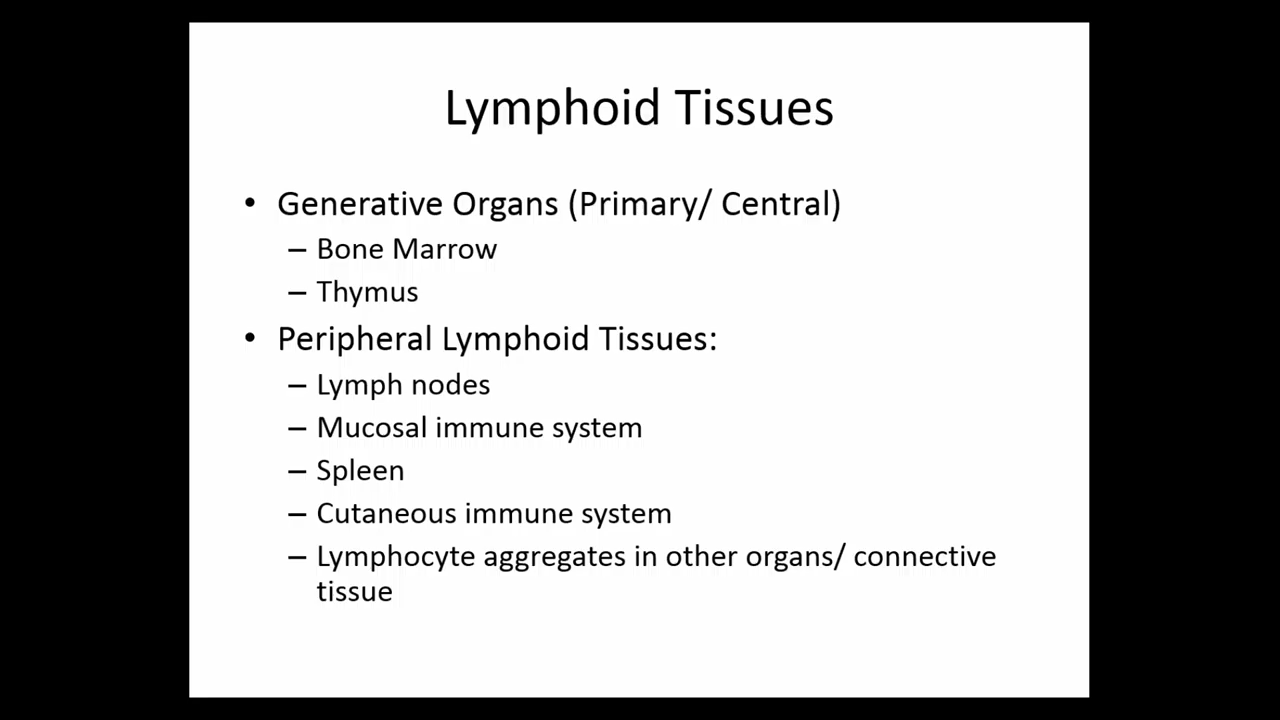 Lymphoid Tissues
• Generative Organs (Primary/ Central)
– Bone Marrow
– Thymus
• Peripheral Lymphoid Tissues:
– Lymph nodes
– Mucosal immune system
– Spleen
– Cutaneous immune system
– Lymphocyte aggregates in other organs/ connective
tissue